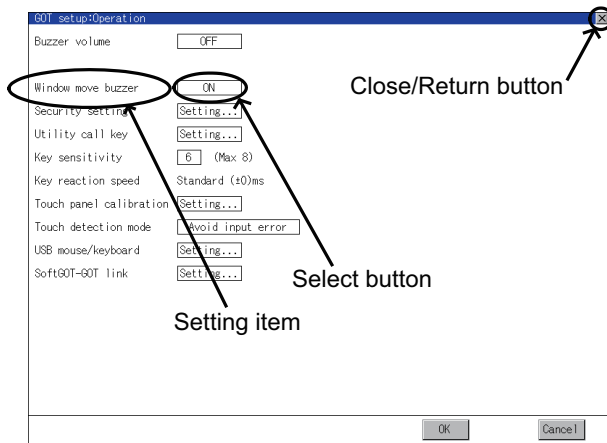 GOT setup:Operation
Buzzer volume OFF
Close/Return button
Window move buzzer ON
Security setting Setting...
Utility call key Setting...
Key sensitivity 6 (Max 8)
Key reaction speed Standard (±0)ms
Touch panel calibration Setting...
Touch detection mode Avoid input error
USB mouse/keyboard Setting...
SoftGOT-GOT link Setting...
Select button
Setting item
OK Cancel